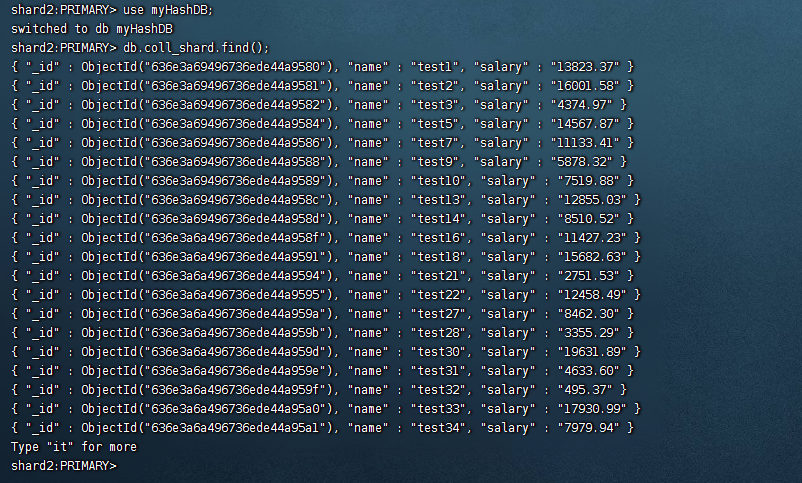 shard2:PRIMARY> use myHashDB;
switched to db myHashDB
shard2:PRIMARY> db.coll_shard.find();
{ "_id" : ObjectId("636e3a69496736ede44a9580"), "name" : "test1", "salary" : "13823.37" }
{ "_id" : ObjectId("636e3a69496736ede44a9581"), "name" : "test2", "salary" : "16001.58" }
{ "_id" : ObjectId("636e3a69496736ede44a9582"), "name" : "test3", "salary" : "4374.97" }
{ "_id" : ObjectId("636e3a69496736ede44a9584"), "name" : "test5", "salary" : "14567.87" }
{ "_id" : ObjectId("636e3a69496736ede44a9586"), "name" : "test7", "salary" : "11133.41" }
{ "_id" : ObjectId("636e3a69496736ede44a9588"), "name" : "test9", "salary" : "5878.32" }
{ "_id" : ObjectId("636e3a69496736ede44a9589"), "name" : "test10", "salary" : "7519.88" }
{ "_id" : ObjectId("636e3a69496736ede44a958c"), "name" : "test13", "salary" : "12855.03" }
{ "_id" : ObjectId("636e3a6a496736ede44a958d"), "name" : "test14", "salary" : "8510.52" }
{ "_id" : ObjectId("636e3a6a496736ede44a958f"), "name" : "test16", "salary" : "11427.23" }
{ "_id" : ObjectId("636e3a6a496736ede44a9591"), "name" : "test18", "salary" : "15682.63" }
{ "_id" : ObjectId("636e3a6a496736ede44a9594"), "name" : "test21", "salary" : "2751.53" }
{ "_id" : ObjectId("636e3a6a496736ede44a9595"), "name" : "test22", "salary" : "12458.49" }
{ "_id" : ObjectId("636e3a6a496736ede44a959a"), "name" : "test27", "salary" : "8462.30" }
{ "_id" : ObjectId("636e3a6a496736ede44a959b"), "name" : "test28", "salary" : "3355.29" }
{ "_id" : ObjectId("636e3a6a496736ede44a959d"), "name" : "test30", "salary" : "19631.89" }
{ "_id" : ObjectId("636e3a6a496736ede44a959e"), "name" : "test31", "salary" : "4633.60" }
{ "_id" : ObjectId("636e3a6a496736ede44a959f"), "name" : "test32", "salary" : "495.37" }
{ "_id" : ObjectId("636e3a6a496736ede44a95a0"), "name" : "test33", "salary" : "17930.99" }
{ "_id" : ObjectId("636e3a6a496736ede44a95a1"), "name" : "test34", "salary" : "7979.94" }
Type "it" for more
shard2:PRIMARY>